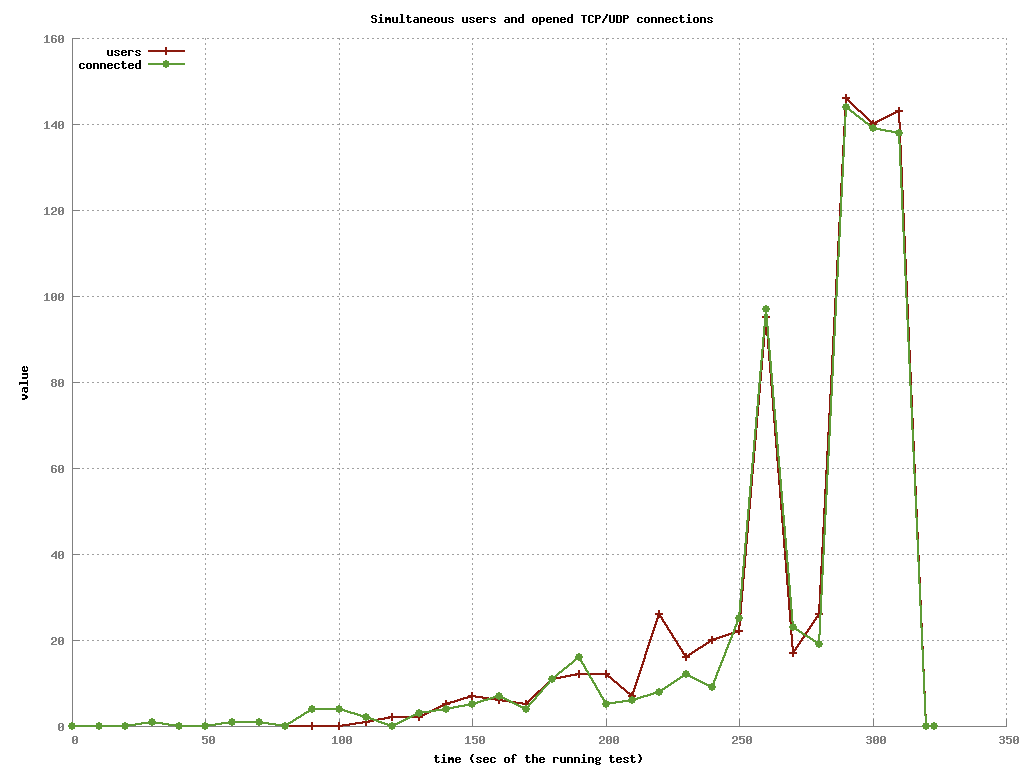 Simultaneous users and opened TCP/UDP connections
160
users
connected
140
120
100
80
value
60
40
20
0
0 50 100 150 200 250 300 350
time (sec of the running test)